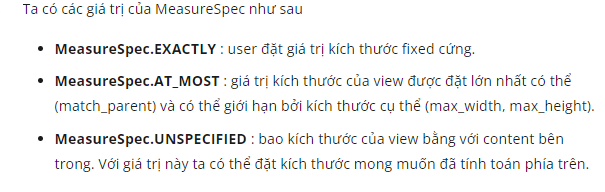 Ta có các giá trị của MeasureSpec như sau
MeasureSpec.EXACTLY : user đặt giá trị kích thước fixed cứng.
MeasureSpec.AT_MOST : giá trị kích thước của view được đặt lớn nhất có thể
(match_parent) và có thể giới hạn bởi kích thước cụ thể (max_width, max_height).
MeasureSpec.UNSPECIFIED : bao kích thước của view bằng với content bên
trong. Với giá trị này ta có thể đặt kích thước mong muốn đã tính toán phía trên.